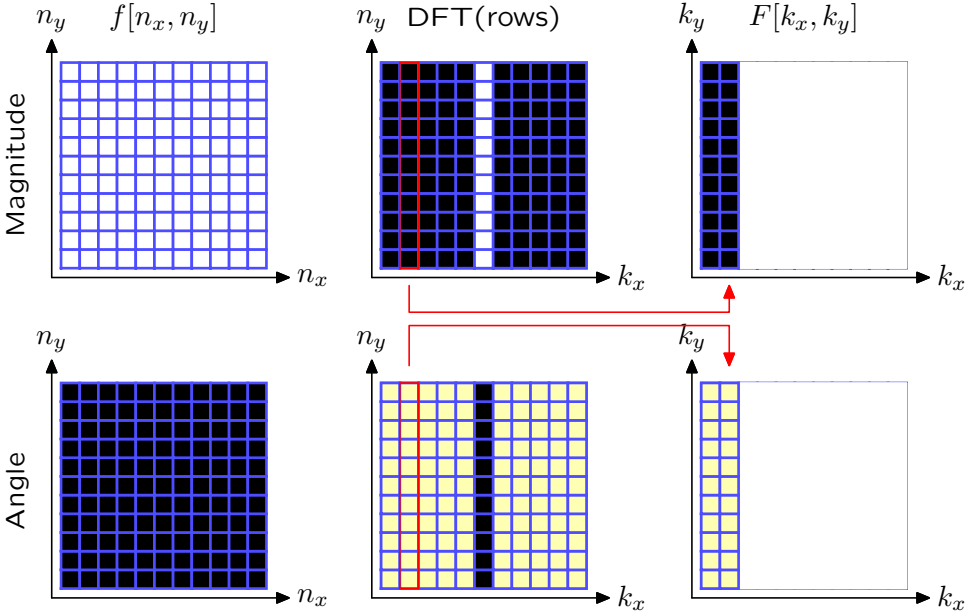 f[n_x, n_y]
DFT(rows)
F[k_x, k_y]
n_y
n_y
k_y
Magnitude
n_x
k_x
k_x
n_y
n_y
k_y
Angle
n_x
k_x
k_x